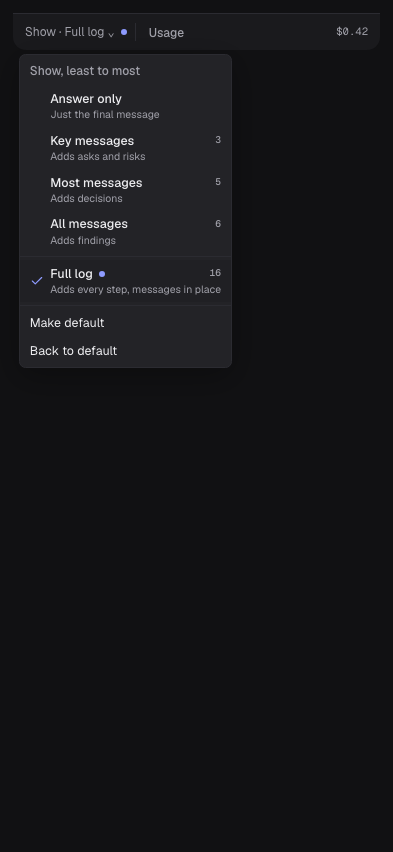 Show · Full log
Usage
$0.42
Show, least to most
Answer only
Just the final message
Key messages 3
Adds asks and risks
Most messages 5
Adds decisions
All messages 6
Adds findings
Full log 16
Adds every step, messages in place
Make default
Back to default